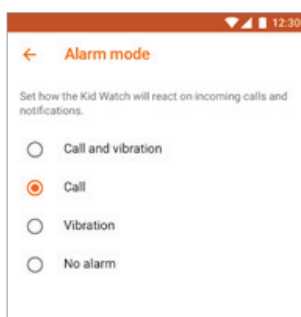 12:30
Alarm mode
Set how the Kid Watch will react on incoming calls and
notifications.
Call and vibration
Call
Vibration
No alarm